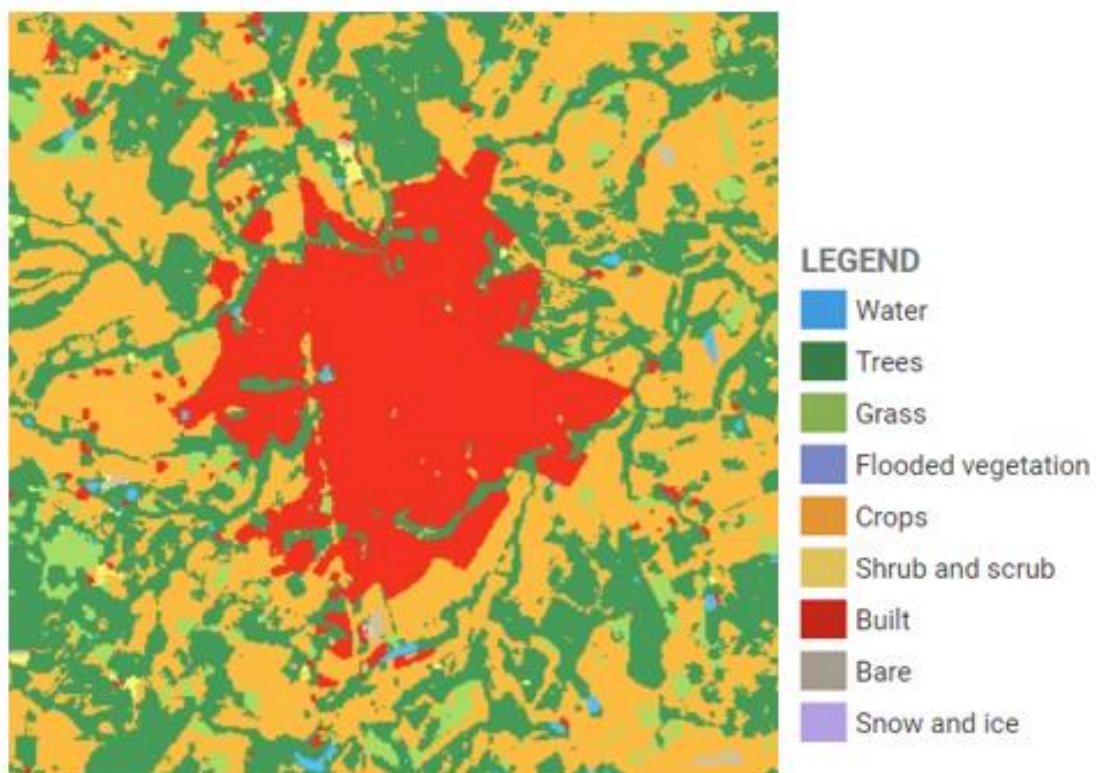 LEGEND
Water
Trees
Grass
Flooded vegetation
Crops
Shrub and scrub
Built
Bare
Snow and ice